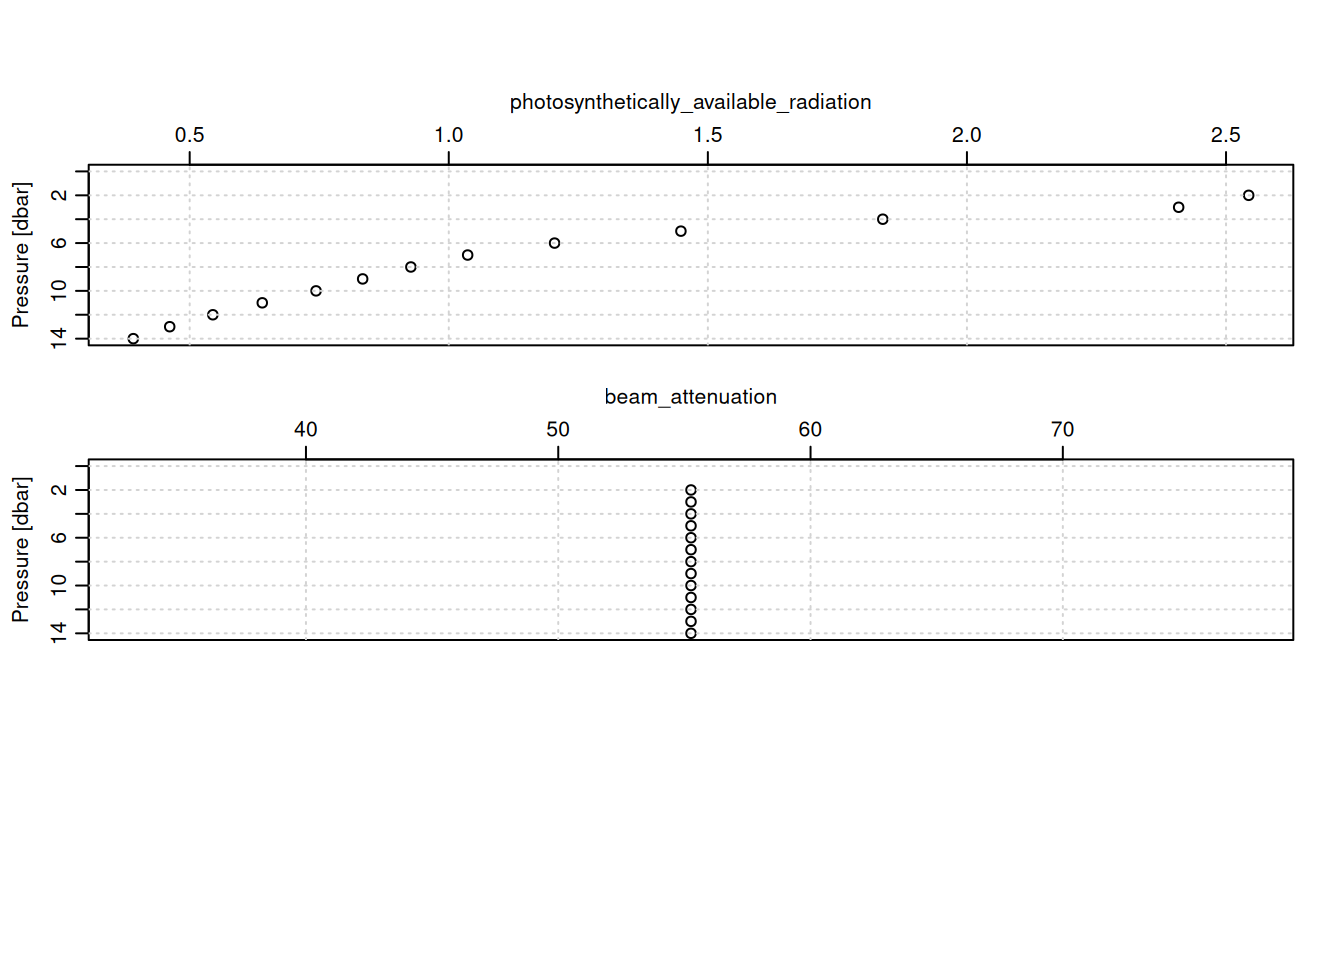 photosynthetically_available_radiation
0.5 1.0 1.5 2.0 2.5
Pressure [dbar]
2
6
10
14
beam_attenuation
40 50 60 70
Pressure [dbar]
2
6
10
14